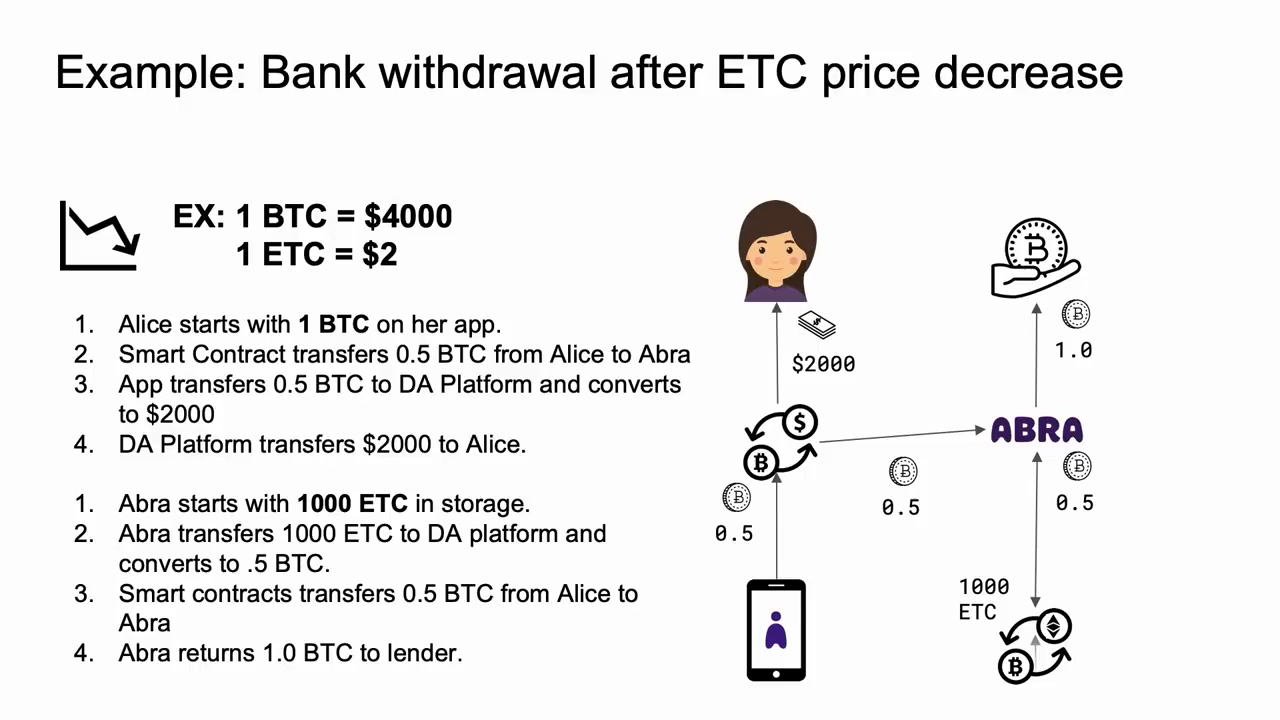 Example: Bank withdrawal after ETC price decrease
EX: 1 BTC = $4000
1 ETC = $2
1. Alice starts with 1 BTC on her app.
2. Smart Contract transfers 0.5 BTC from Alice to Abra
3. App transfers 0.5 BTC to DA Platform and converts
to $2000
4. DA Platform transfers $2000 to Alice.
1. Abra starts with 1000 ETC in storage.
2. Abra transfers 1000 ETC to DA platform and
converts to .5 BTC.
3. Smart contracts transfers 0.5 BTC from Alice to
Abra
4. Abra returns 1.0 BTC to lender.
$2000
1.0
ABRA
0.5
0.5
0.5
1000
ETC